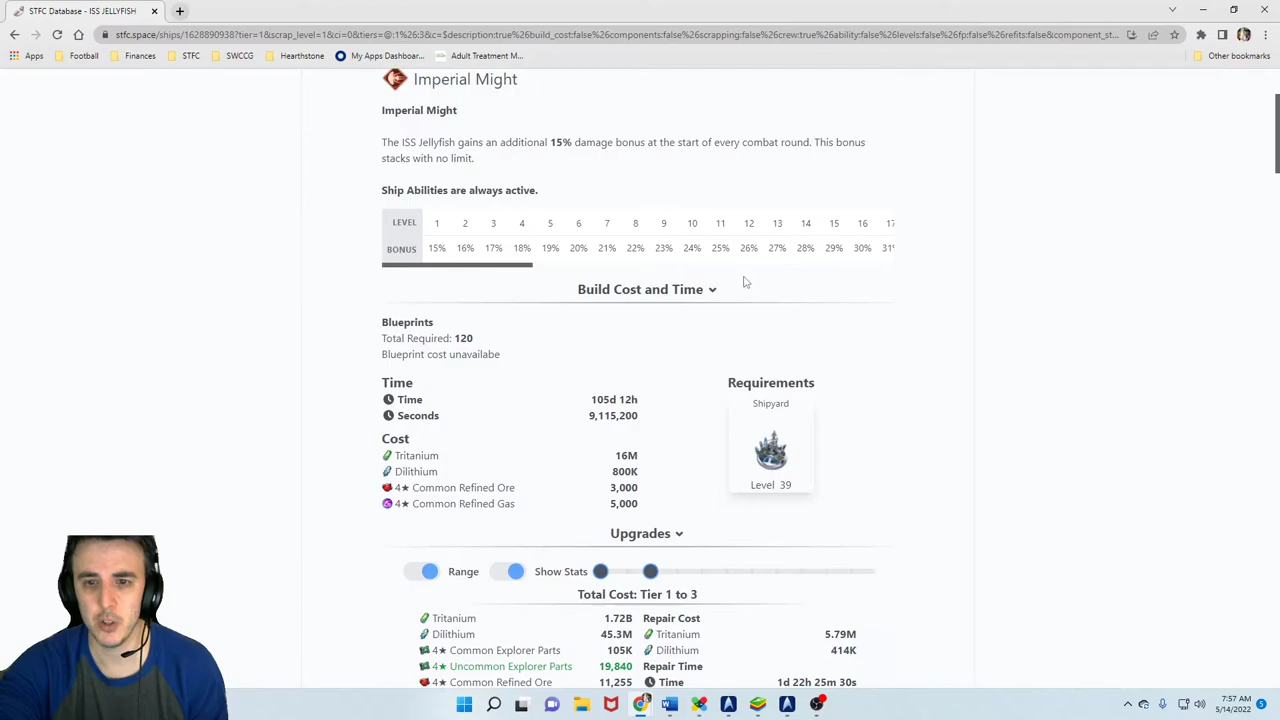 STFC Database - ISS JELLYFISH
stfc.space/ships/1628890938?tier=1&scrap_level=1&ci=0&tiers=@:1%26:3&cl=description:true%26build_cost:false%26components:false%26scrapping:false%26crew:true%26ability:false%26levels:false%26fp:false%26refits:false&component_st...
Apps
Football
Finances
STFC
SWCCG
Hearthstone
My Apps Dashboar...
Adult Treatment M...
Other bookmarks
Imperial Might
Imperial Might
The ISS Jellyfish gains an additional 15% damage bonus at the start of every combat round. This bonus
stacks with no limit.
Ship Abilities are always active.
LEVEL 1 2 3 4 5 6 7 8 9 10 11 12 13 14 15 16 17
BONUS 15% 16% 17% 18% 19% 20% 21% 22% 23% 24% 25% 26% 27% 28% 29% 30% 31%
Build Cost and Time
Blueprints
Total Required: 120
Blueprint cost unavailabe
Time
Time 105d 12h
Seconds 9,115,200
Cost
Tritanium 16M
Dilithium 800K
4★ Common Refined Ore 3,000
4★ Common Refined Gas 5,000
Requirements
Shipyard
Level 39
Upgrades
Range Show Stats
Total Cost: Tier 1 to 3
Tritanium 1.72B
Dilithium 45.3M
4★ Common Explorer Parts 105K
4★ Uncommon Explorer Parts 19,840
4★ Common Refined Ore 11,255
Repair Cost
Tritanium 5.79M
Dilithium 414K
Repair Time
Time 1d 22h 25m 30s
7:57 AM
5/14/2022